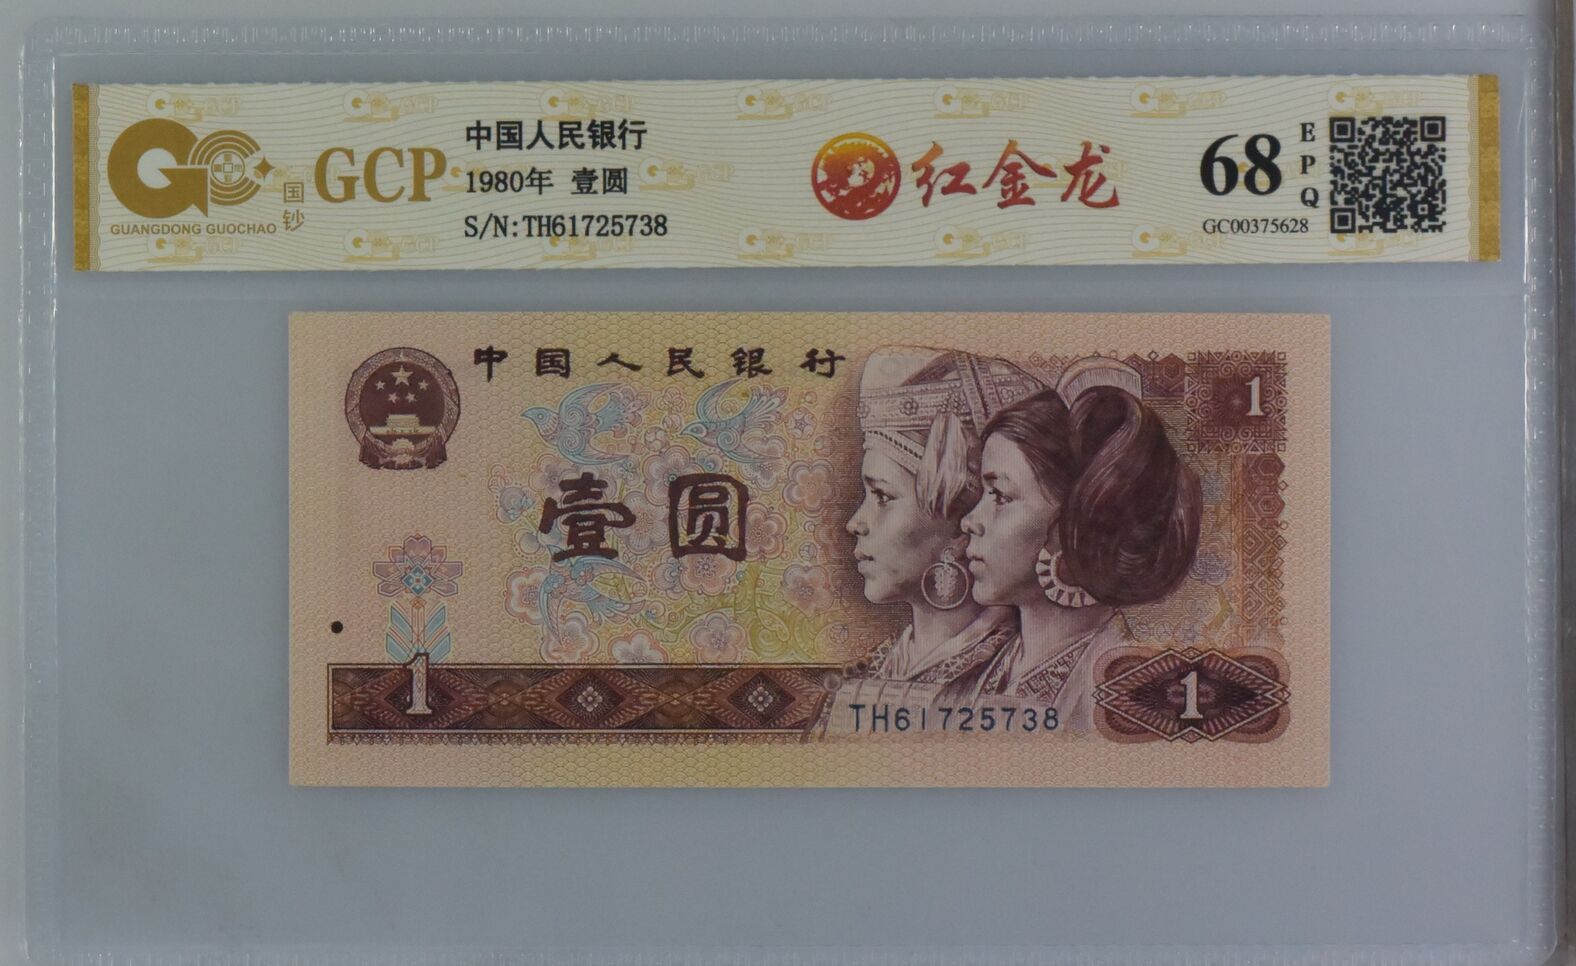 GUANGDONG GUOCHAO
国钞
GCP
中国人民银行
1980年 壹圆
S/N:TH61725738
红金龙
68
EPQ
GC00375628
中国人民银行
1
壹圆
1
TH61725738
1